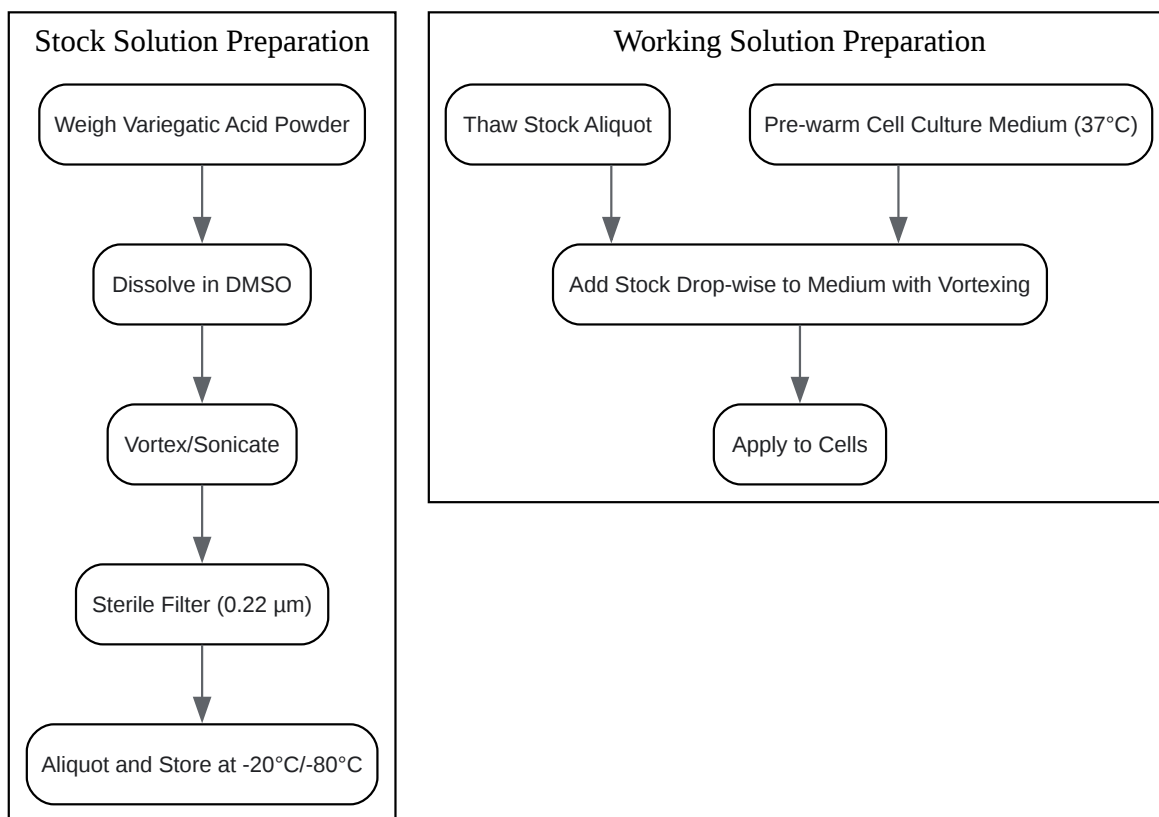 Stock Solution Preparation
Weigh Variegatic Acid Powder
Dissolve in DMSO
Vortex/Sonicate
Sterile Filter (0.22 µm)
Aliquot and Store at -20°C/-80°C
Working Solution Preparation
Thaw Stock Aliquot
Pre-warm Cell Culture Medium (37°C)
Add Stock Drop-wise to Medium with Vortexing
Apply to Cells